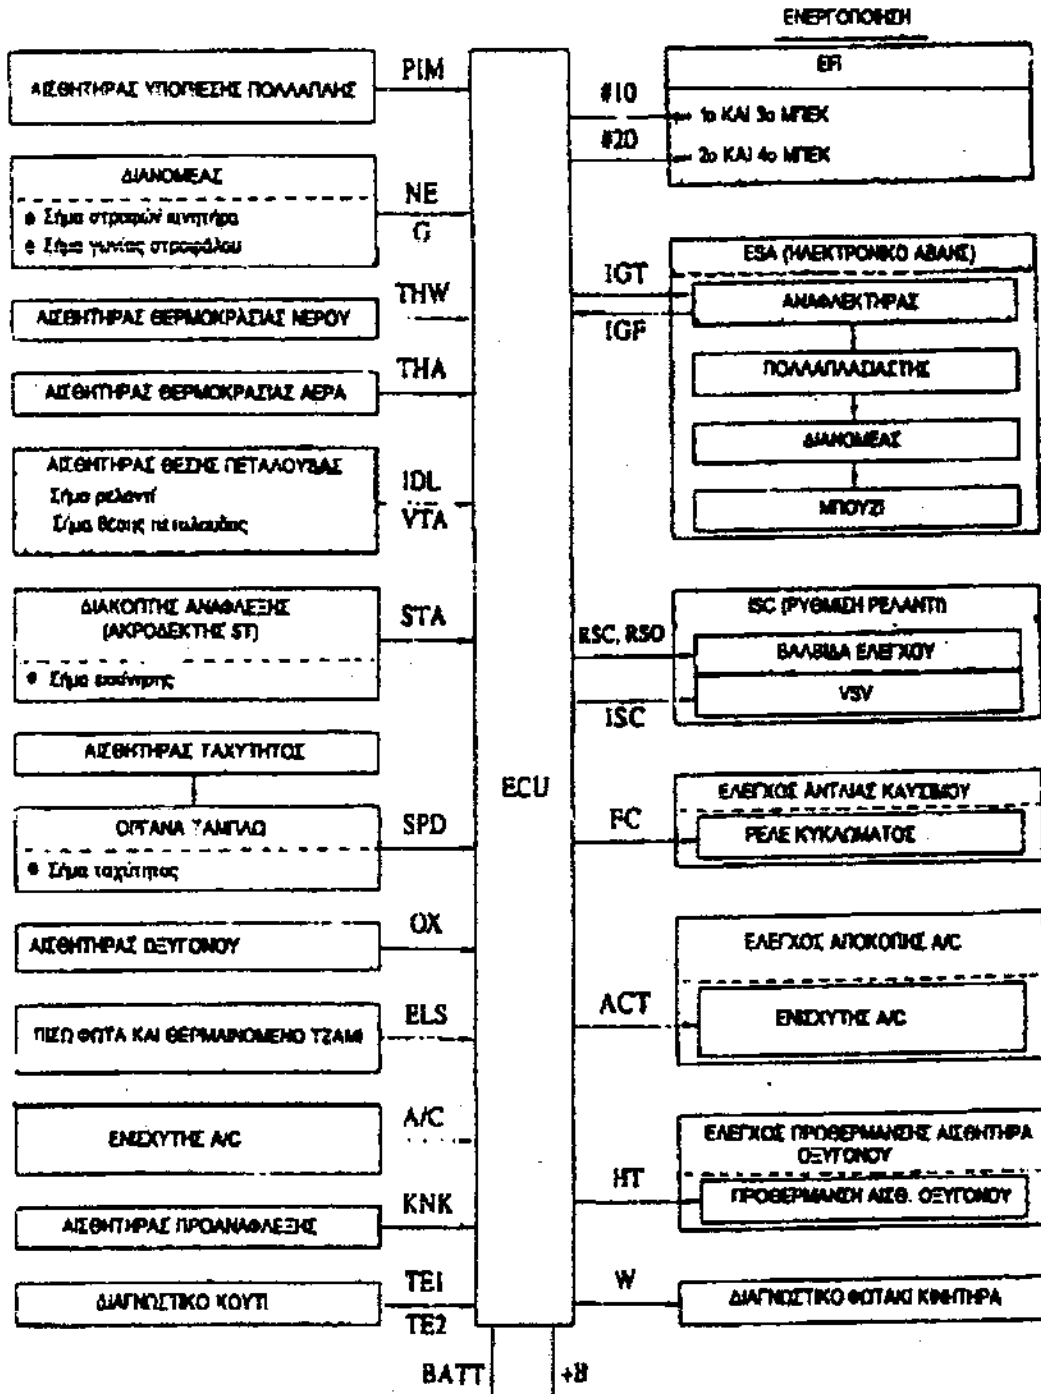 ΕΝΕΡΓΟΠΟΙΗΣΗ
ΑΙΣΘΗΤΗΡΑΣ ΥΠΟΠΙΕΣΗΣ ΠΟΛΛΑΠΛΗΣ
PIM
ΔΙΑΝΟΜΕΑΣ
Σήμα στροφών κινητήρα
Σήμα γωνίας στροφάλου
NE
G
ΑΙΣΘΗΤΗΡΑΣ ΘΕΡΜΟΚΡΑΣΙΑΣ ΝΕΡΟΥ
THW
ΑΙΣΘΗΤΗΡΑΣ ΘΕΡΜΟΚΡΑΣΙΑΣ ΑΕΡΑ
THA
ΑΙΣΘΗΤΗΡΑΣ ΘΕΣΗΣ ΠΕΤΑΛΟΥΔΑΣ
Σήμα ρελαντί
Σήμα θέσης πεταλούδας
IDL
VTA
ΔΙΑΚΟΠΤΗΣ ΑΝΑΦΛΕΞΗΣ
(ΑΚΡΟΔΕΚΤΗΣ ST)
Σήμα εκκίνησης
STA
ΑΙΣΘΗΤΗΡΑΣ ΤΑΧΥΤΗΤΟΣ
ΟΡΓΑΝΑ ΤΑΜΠΛΩ
Σήμα ταχύτητος
SPD
ΑΙΣΘΗΤΗΡΑΣ ΟΞΥΓΟΝΟΥ
OX
ΠΙΣΩ ΦΩΤΑ ΚΑΙ ΘΕΡΜΑΙΝΟΜΕΝΟ ΤΖΑΜΙ
ELS
ΕΝΙΣΧΥΤΗΣ A/C
A/C
ΑΙΣΘΗΤΗΡΑΣ ΠΡΟΑΝΑΦΛΕΞΗΣ
KNK
ΔΙΑΓΝΩΣΤΙΚΟ ΚΟΥΤΙ
TE1
TE2
ECU
BATT
+B
#10
#20
EFI
1ο ΚΑΙ 3ο ΜΠΕΚ
2ο ΚΑΙ 4ο ΜΠΕΚ
IGT
IGF
ESA (ΗΛΕΚΤΡΟΝΙΚΟ ΑΒΑΝΣ)
ΑΝΑΦΛΕΚΤΗΡΑΣ
ΠΟΛΛΑΠΛΑΣΙΑΣΤΗΣ
ΔΙΑΝΟΜΕΑΣ
ΜΠΟΥΖΙ
RSC, RSO
ISC
ISC (ΡΥΘΜΙΣΗ ΡΕΛΑΝΤΙ)
ΒΑΛΒΙΔΑ ΕΛΕΓΧΟΥ
VSV
FC
ΕΛΕΓΧΟΣ ΑΝΤΛΙΑΣ ΚΑΥΣΙΜΟΥ
ΡΕΛΕ ΚΥΚΛΩΜΑΤΟΣ
ACT
ΕΛΕΓΧΟΣ ΑΠΟΚΟΠΗΣ A/C
ΕΝΙΣΧΥΤΗΣ A/C
HT
ΕΛΕΓΧΟΣ ΠΡΟΘΕΡΜΑΝΣΗΣ ΑΙΣΘΗΤΗΡΑ
ΟΞΥΓΟΝΟΥ
ΠΡΟΘΕΡΜΑΝΣΗ ΑΙΣΘ. ΟΞΥΓΟΝΟΥ
W
ΔΙΑΓΝΩΣΤΙΚΟ ΦΩΤΑΚΙ ΚΙΝΗΤΗΡΑ